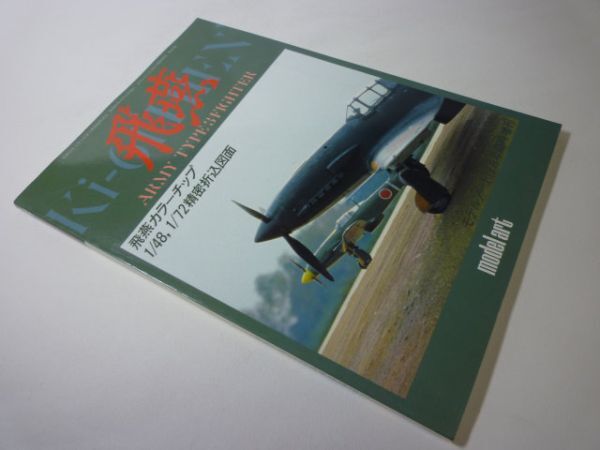 Ki-
飛燕
EN
ARMY TYPE3 FIGHTER
飛燕カラーチップ
1/48,1/72精密折込図面
model art